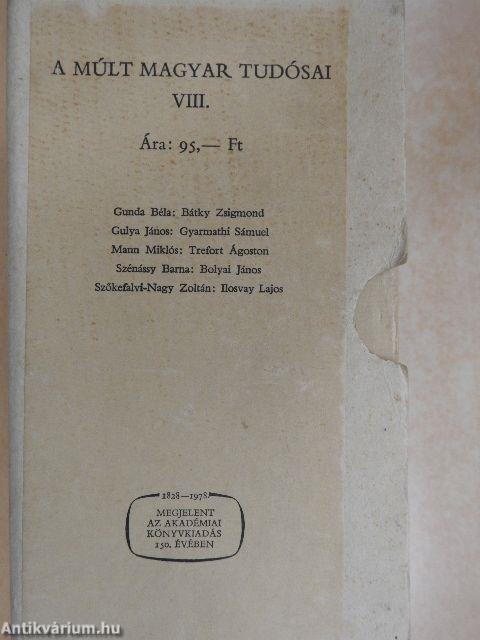 A MÚLT MAGYAR TUDÓSAI
VIII.
Ára: 95,— Ft
Gunda Béla: Bátky Zsigmond
Gulya János: Gyarmathi Sámuel
Mann Miklós: Trefort Ágoston
Szénássy Barna: Bolyai János
Szőkefalvi-Nagy Zoltán: Ilosvay Lajos
1828—1978
MEGJELENT
AZ AKADÉMIAI
KÖNYVKIADÁS
150. ÉVÉBEN
Antikvárium.hu